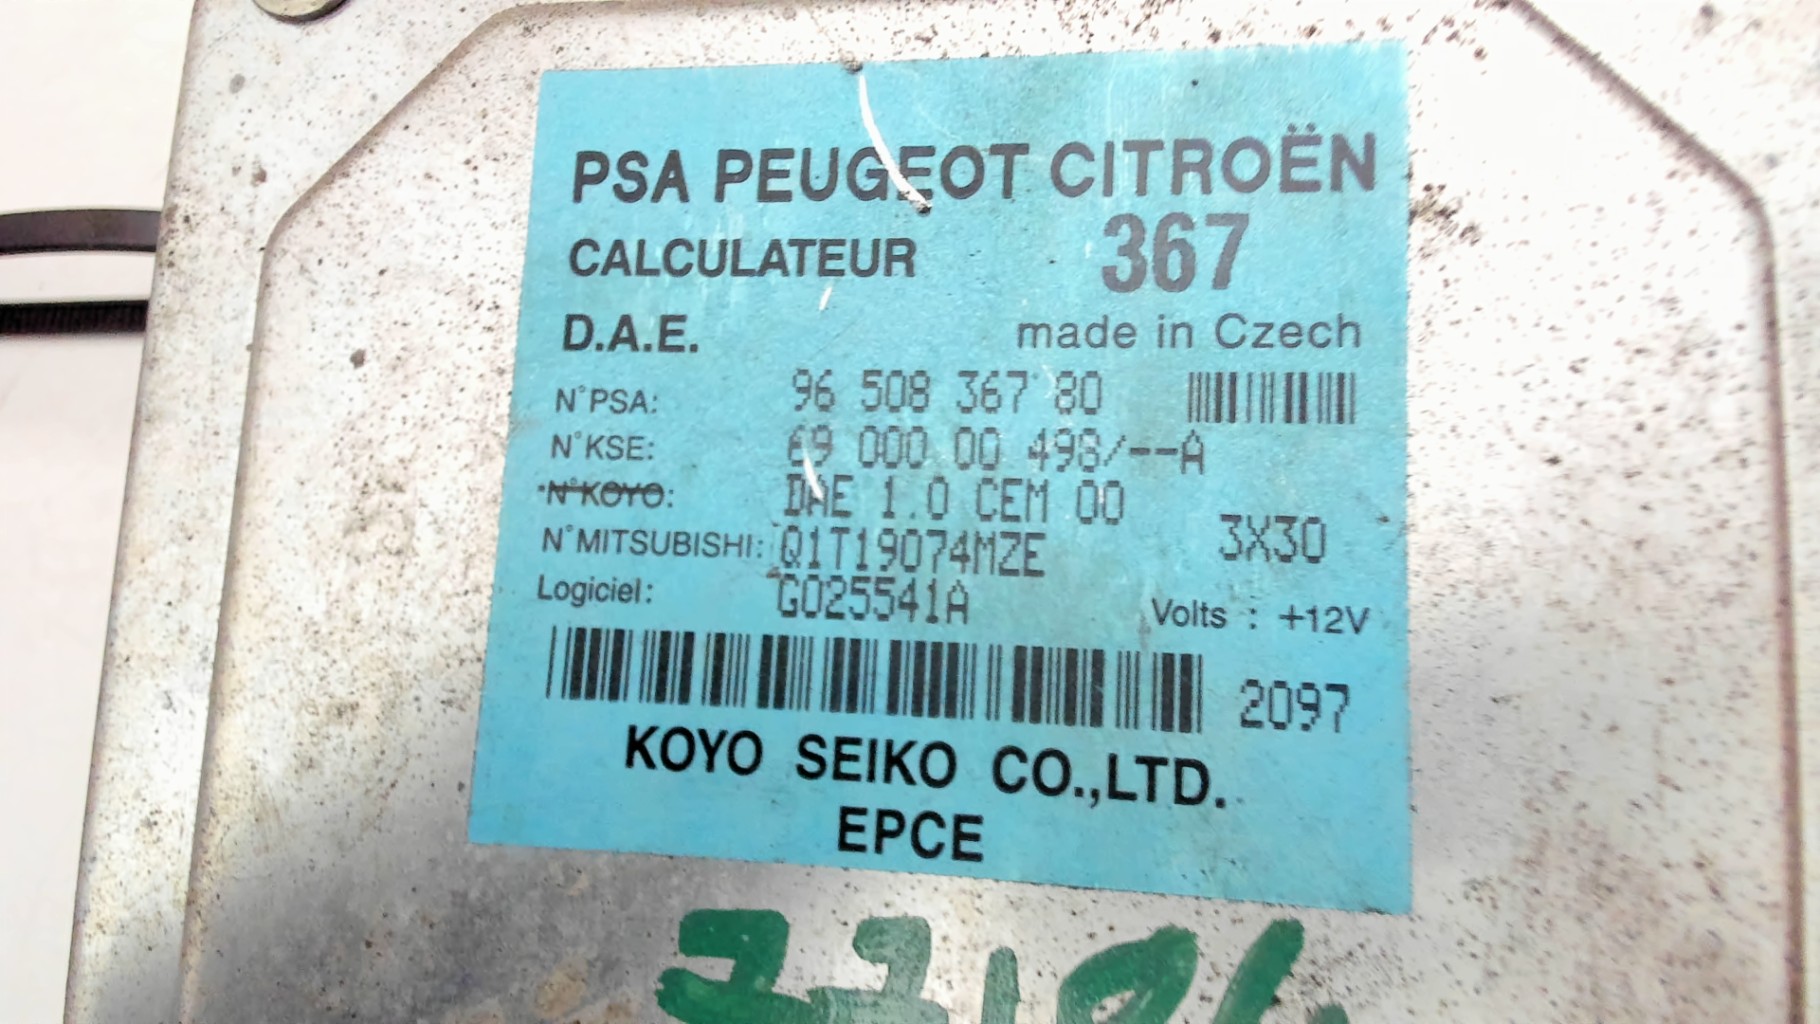 PSA PEUGEOT CITROËN
CALCULATEUR 367
D.A.E. made in Czech
N°PSA: 96 508 367 80
N°KSE: 69 000 00 498/--A
N°KOYO: DAE 1.0 CEM 00
N°MITSUBISHI: Q1T19074MZE 3X30
Logiciel: G025541A Volts : +12V
2097
KOYO SEIKO CO.,LTD.
EPCE